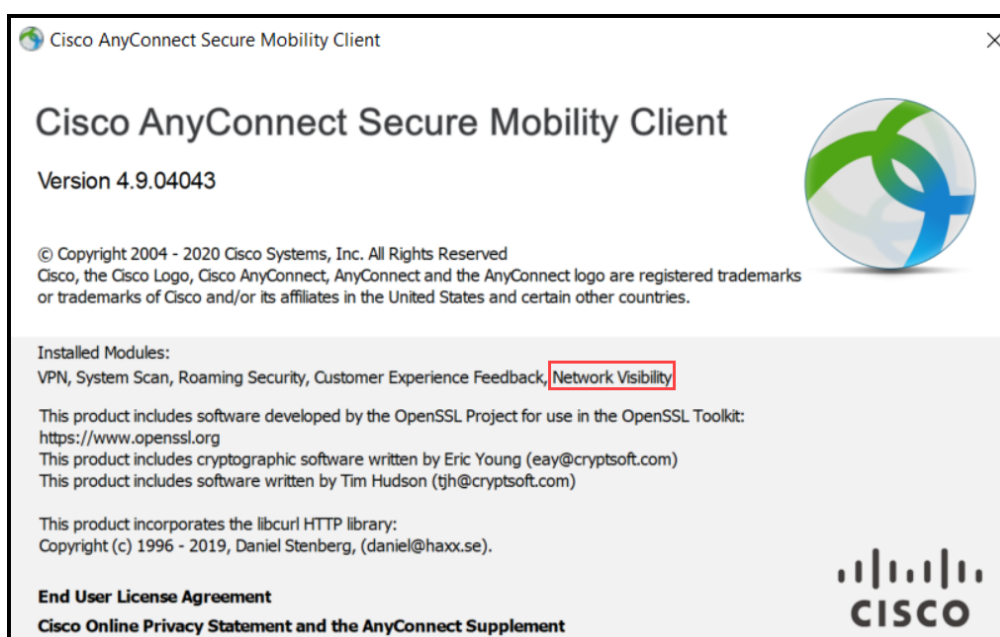 Cisco AnyConnect Secure Mobility Client
Cisco AnyConnect Secure Mobility Client
Version 4.9.04043
© Copyright 2004 - 2020 Cisco Systems, Inc. All Rights Reserved
Cisco, the Cisco Logo, Cisco AnyConnect, AnyConnect and the AnyConnect logo are registered trademarks
or trademarks of Cisco and/or its affiliates in the United States and certain other countries.
Installed Modules:
VPN, System Scan, Roaming Security, Customer Experience Feedback, Network Visibility
This product includes software developed by the OpenSSL Project for use in the OpenSSL Toolkit:
https://www.openssl.org
This product includes cryptographic software written by Eric Young (eay@cryptsoft.com)
This product includes software written by Tim Hudson (tjh@cryptsoft.com)
This product incorporates the libcurl HTTP library:
Copyright (c) 1996 - 2019, Daniel Stenberg, (daniel@haxx.se).
End User License Agreement
Cisco Online Privacy Statement and the AnyConnect Supplement
CISCO